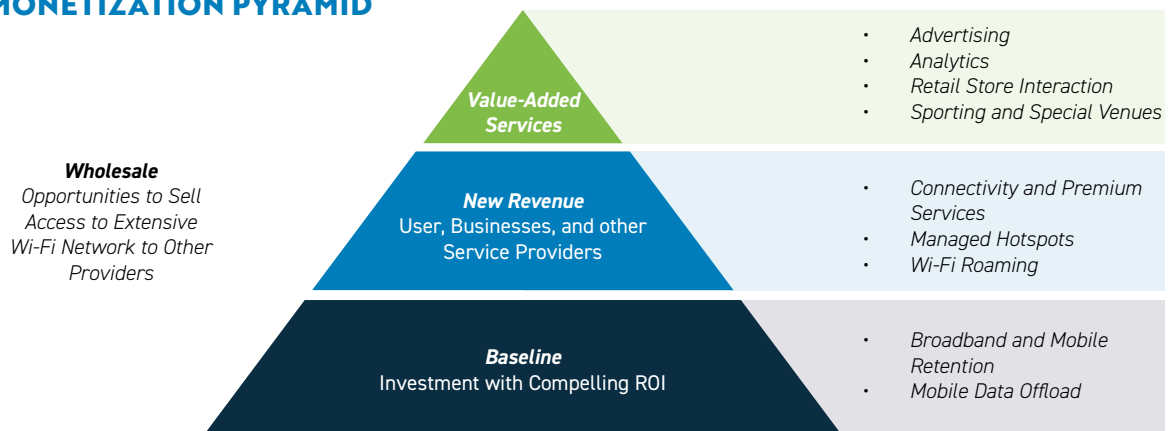 MONETIZATION PYRAMID
Value-Added
Services
• Advertising
• Analytics
• Retail Store Interaction
• Sporting and Special Venues
Wholesale
Opportunities to Sell
Access to Extensive
Wi-Fi Network to Other
Providers
New Revenue
User, Businesses, and other
Service Providers
• Connectivity and Premium
Services
• Managed Hotspots
• Wi-Fi Roaming
Baseline
Investment with Compelling ROI
• Broadband and Mobile
Retention
• Mobile Data Offload